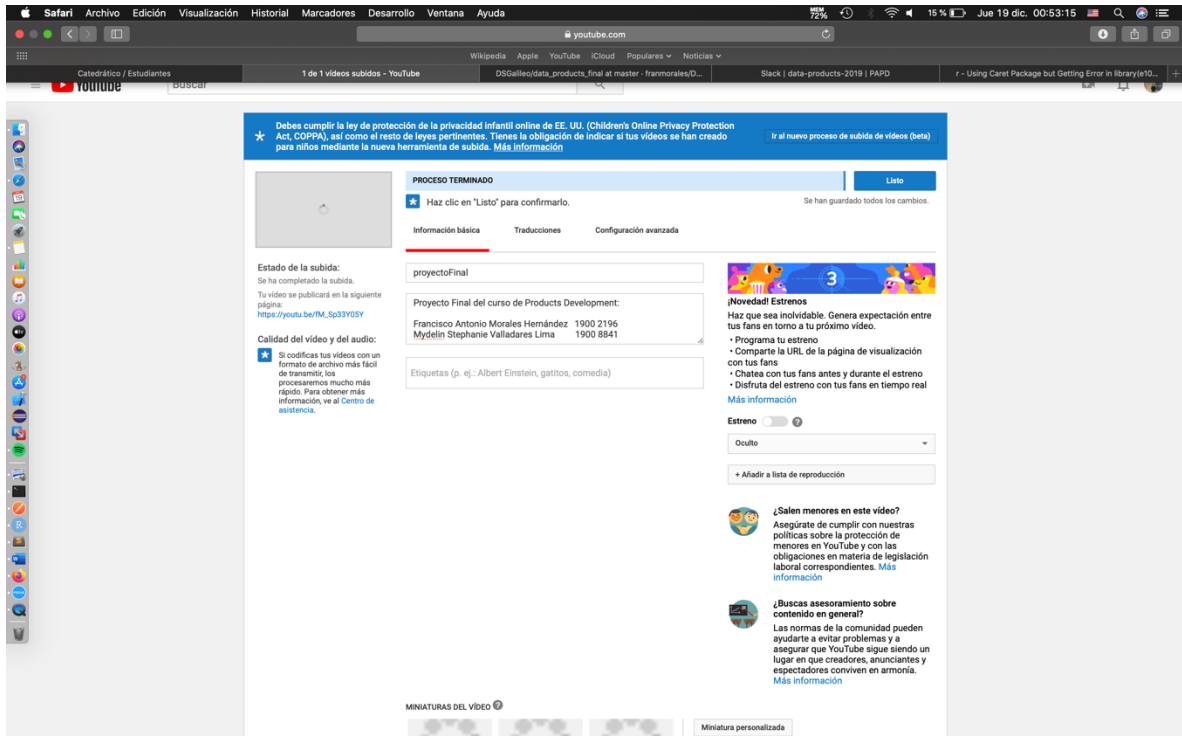 Safari Archivo Edición Visualización Historial Marcadores Desarrollo Ventana Ayuda
MEM 72%
15 % Jue 19 dic. 00:53:15
youtube.com
Wikipedia Apple YouTube iCloud Populares Noticias
Catedrático / Estudiantes
1 de 1 vídeos subidos - YouTube
DSGalileo/data_products_final at master · franmorales/D...
Slack | data-products-2019 | PAPD
r - Using Caret Package but Getting Error in library(e10...
YouTube
Buscar
Debes cumplir la ley de protección de la privacidad infantil online de EE. UU. (Children's Online Privacy Protection
Act, COPPA), así como el resto de leyes pertinentes. Tienes la obligación de indicar si tus vídeos se han creado
para niños mediante la nueva herramienta de subida. Más información
Ir al nuevo proceso de subida de vídeos (beta)
PROCESO TERMINADO
Listo
Haz clic en "Listo" para confirmarlo.
Se han guardado todos los cambios.
Información básica
Traducciones
Configuración avanzada
Estado de la subida:
Se ha completado la subida.
Tu vídeo se publicará en la siguiente
página:
https://youtu.be/fM_Sp33Y05Y
Calidad del vídeo y del audio:
Si codificas tus vídeos con un
formato de archivo más fácil
de transmitir, los
procesaremos mucho más
rápido. Para obtener más
información, ve al Centro de
asistencia.
proyectoFinal
Proyecto Final del curso de Products Development:
Francisco Antonio Morales Hernández 1900 2196
Mydelin Stephanie Valladares Lima 1900 8841
Etiquetas (p. ej.: Albert Einstein, gatitos, comedia)
3
¡Novedad! Estrenos
Haz que sea inolvidable. Genera expectación entre
tus fans en torno a tu próximo vídeo.
• Programa tu estreno
• Comparte la URL de la página de visualización
con tus fans
• Chatea con tus fans antes y durante el estreno
• Disfruta del estreno con tus fans en tiempo real
Más información
Estreno
Oculto
+ Añadir a lista de reproducción
¿Salen menores en este vídeo?
Asegúrate de cumplir con nuestras
políticas sobre la protección de
menores en YouTube y con las
obligaciones en materia de legislación
laboral correspondientes. Más
información
¿Buscas asesoramiento sobre
contenido en general?
Las normas de la comunidad pueden
ayudarte a evitar problemas y a
asegurar que YouTube sigue siendo un
lugar en que creadores, anunciantes y
espectadores conviven en armonía.
Más información
MINIATURAS DEL VÍDEO
Miniatura personalizada